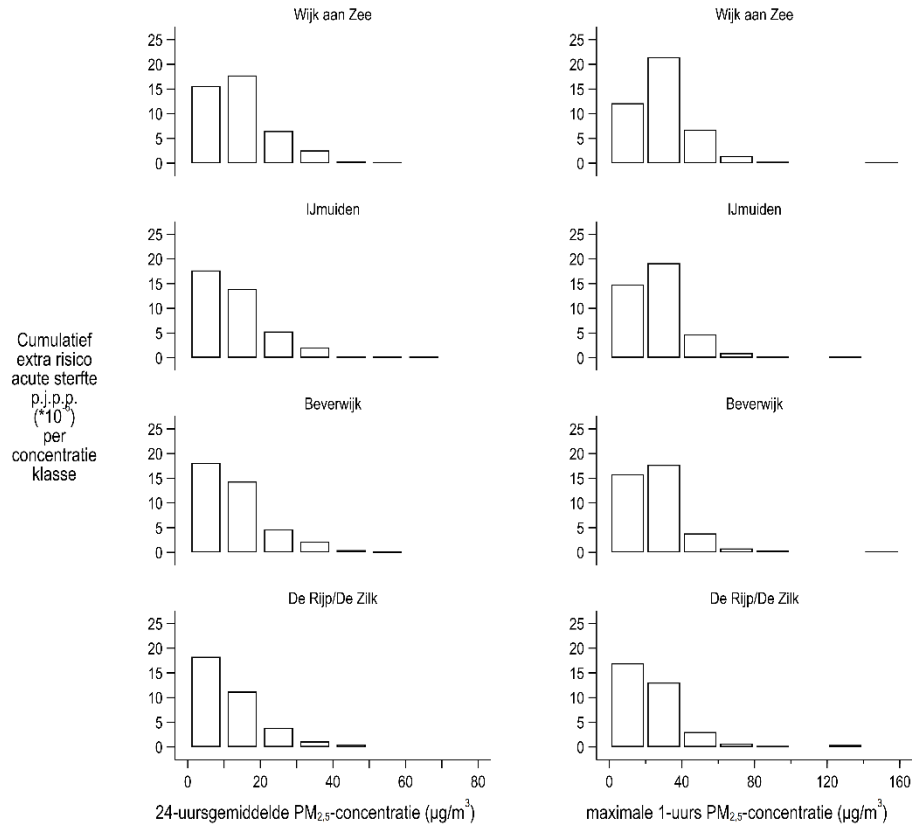 Wijk aan Zee
Wijk aan Zee
25
20
15
10
5
0
25
20
15
10
5
0
IJmuiden
IJmuiden
25
20
15
10
5
0
25
20
15
10
5
0
Cumulatief
extra risico
acute sterfte
p.j.p.p.
(*10⁻⁶)
per
concentratie
klasse
Beverwijk
Beverwijk
25
20
15
10
5
0
25
20
15
10
5
0
De Rijp/De Zilk
De Rijp/De Zilk
25
20
15
10
5
0
25
20
15
10
5
0
0 20 40 60 80
0 40 80 120 160
24-uursgemiddelde PM2,5-concentratie (µg/m³)
maximale 1-uurs PM2,5-concentratie (µg/m³)